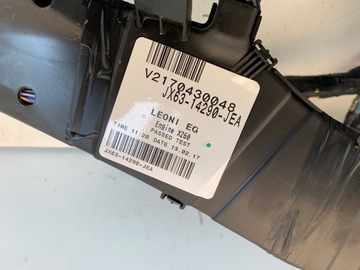 V2170430048
JX63-14290-JEA
LEONI EG
Engine X260
PASSED TEST
TIME 11:20 DATE 13.02.17
JX63-14290-JEA